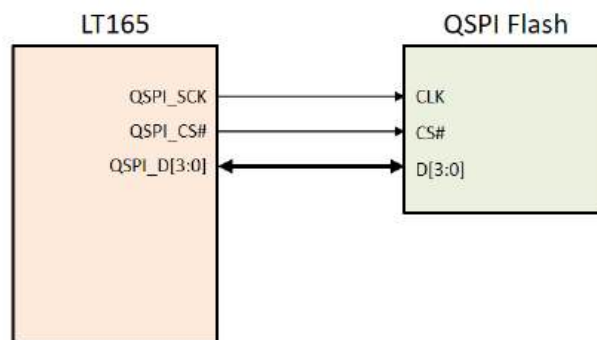 LT165
QSPI Flash
QSPI_SCK
CLK
QSPI_CS#
CS#
QSPI_D[3:0]
D[3:0]